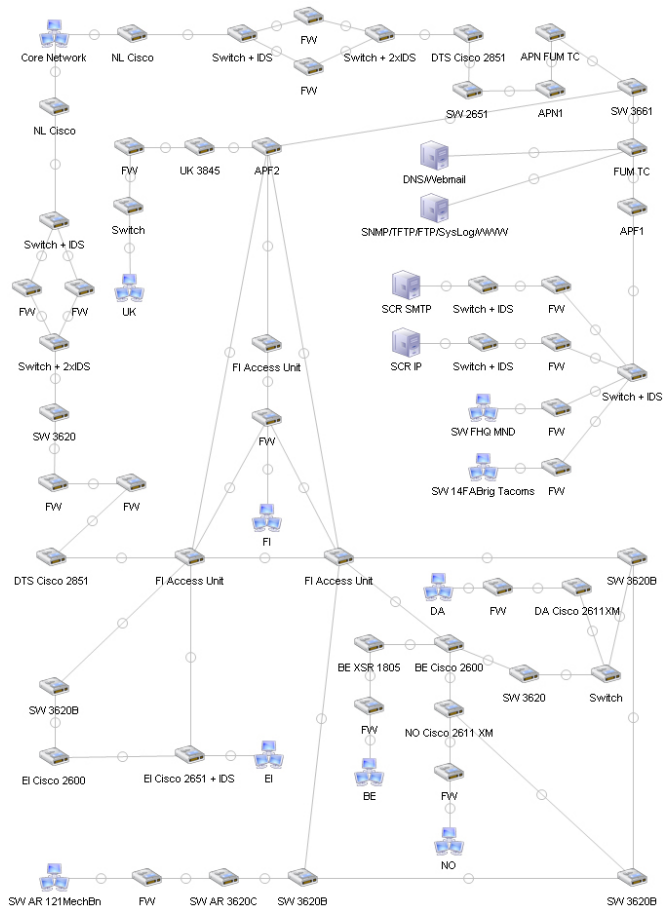 FW
Core Network NL Cisco Switch + IDS Switch + 2xIDS DTS Cisco 2851 APN FUM TC
FW
SW 2651 APN1 SW 3661
NL Cisco
FW UK 3845 APF2 FUM TC
DNS/Webmail
Switch SNMP/TFTP/FTP/SysLog/WWW APF1
Switch + IDS
FW FW UK SCR SMTP Switch + IDS FW
Switch + 2xIDS FI Access Unit SCR IP Switch + IDS FW
Switch + IDS
SW 3620 FW SW FHQ MND FW
SW 14FABrig Tacoms FW
FW FW
FI
DTS Cisco 2851 FI Access Unit FI Access Unit SW 3620B
DA FW DA Cisco 2611XM
BE XSR 1805 BE Cisco 2600
SW 3620 Switch
SW 3620B
FW NO Cisco 2611 XM
EI Cisco 2600 EI Cisco 2651 + IDS EI
BE FW
NO
SW AR 121MechBn FW SW AR 3620C SW 3620B SW 3620B